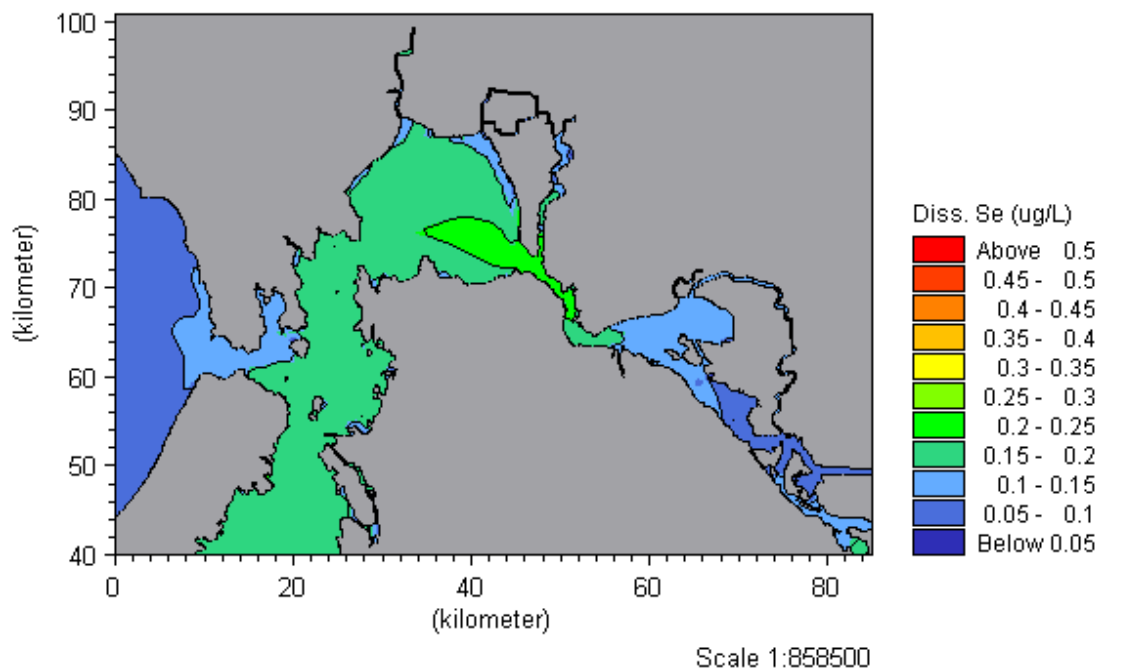 100
90
80
70
60
50
40
(kilometer)
0 20 40 60 80
(kilometer)
Scale 1:858500
Diss. Se (ug/L)
Above 0.5
0.45 - 0.5
0.4 - 0.45
0.35 - 0.4
0.3 - 0.35
0.25 - 0.3
0.2 - 0.25
0.15 - 0.2
0.1 - 0.15
0.05 - 0.1
Below 0.05